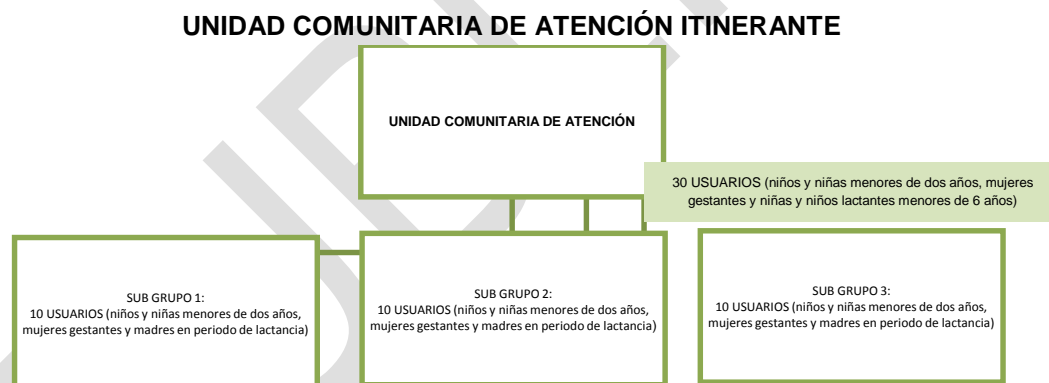 UNIDAD COMUNITARIA DE ATENCIÓN ITINERANTE
UNIDAD COMUNITARIA DE ATENCIÓN
30 USUARIOS (niños y niñas menores de dos años, mujeres
gestantes y niñas y niños lactantes menores de 6 años)
SUB GRUPO 1:
10 USUARIOS (niños y niñas menores de dos años,
mujeres gestantes y madres en periodo de lactancia)
SUB GRUPO 2:
10 USUARIOS (niños y niñas menores de dos años,
mujeres gestantes y madres en periodo de lactancia)
SUB GRUPO 3:
10 USUARIOS (niños y niñas menores de dos años,
mujeres gestantes y madres en periodo de lactancia)